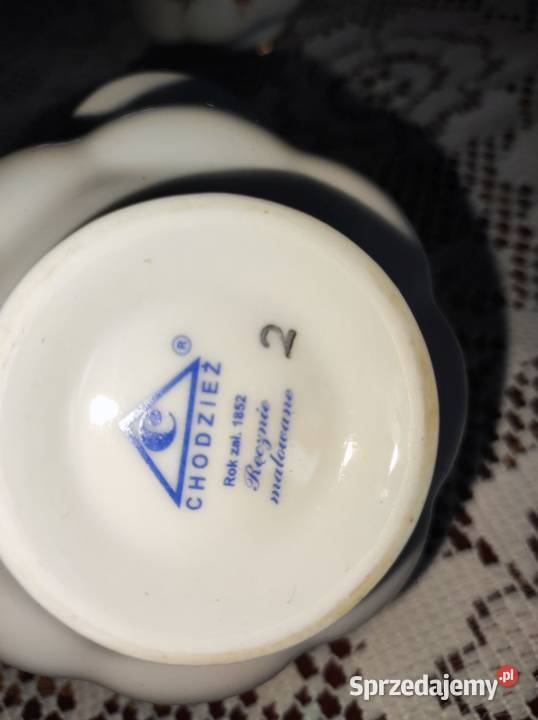 ®
CHODZIEŻ
Rok zał. 1852
Ręcznie
malowane
2
Sprzedajemy.pl